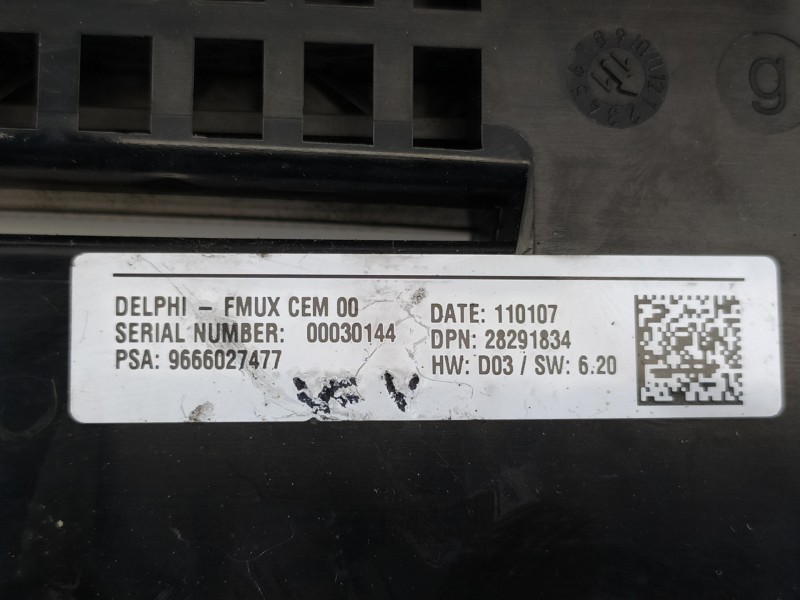 g
DELPHI - FMUX CEM 00
SERIAL NUMBER: 00030144
PSA: 9666027477
DATE: 110107
DPN: 28291834
HW: D03 / SW: 6.20